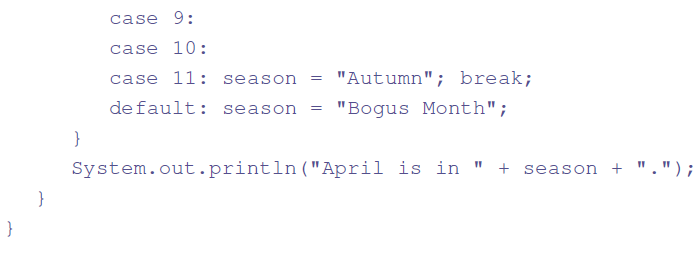 case 9:
case 10:
case 11: season = "Autumn"; break;
default: season = "Bogus Month";
}
System.out.println("April is in " + season + ".");
}
}